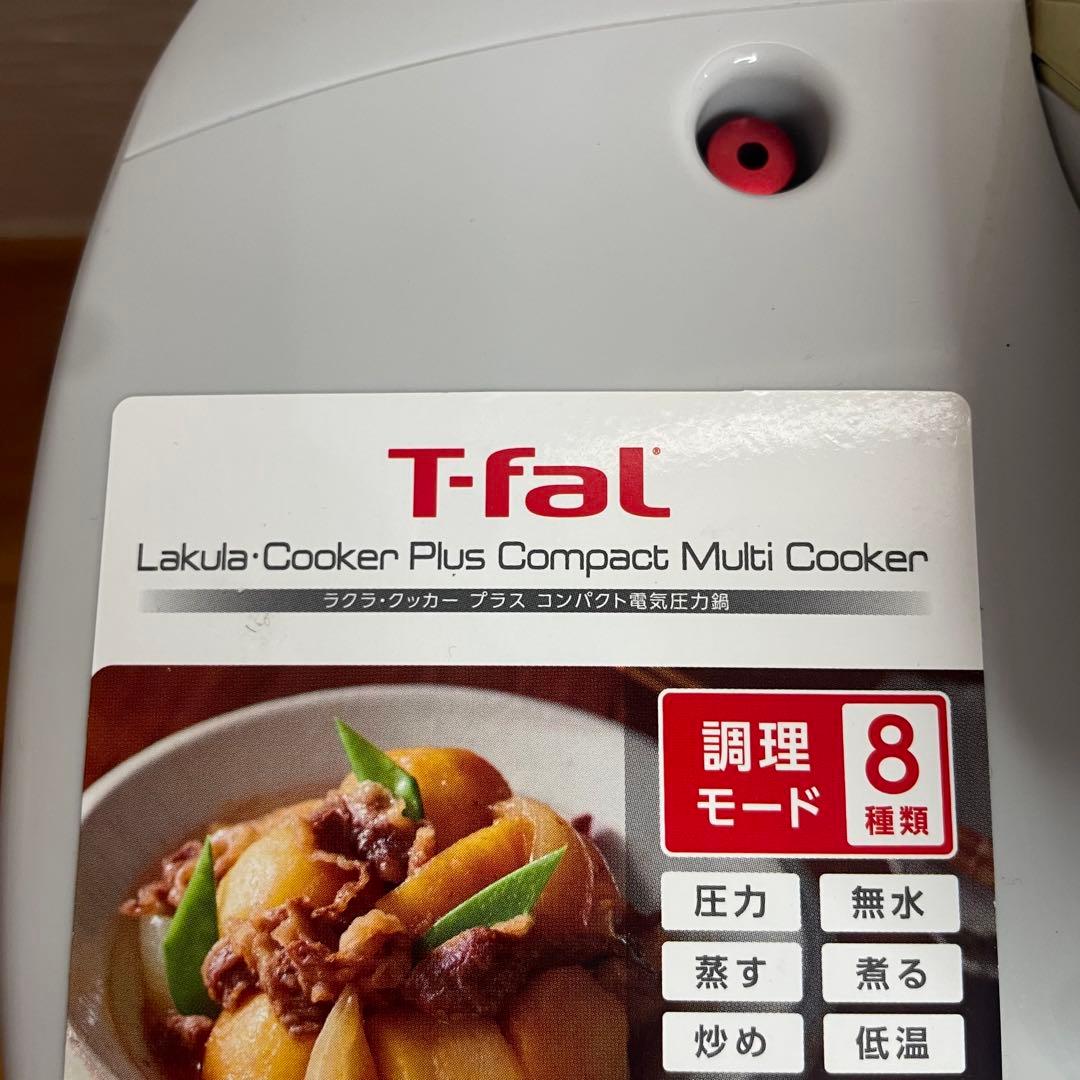 T-fal®
Lakula・Cooker Plus Compact Multi Cooker
ラクラ・クッカー プラス コンパクト電気圧力鍋
調理
モード
8
種類
圧力 無水
蒸す 煮る
炒め 低温